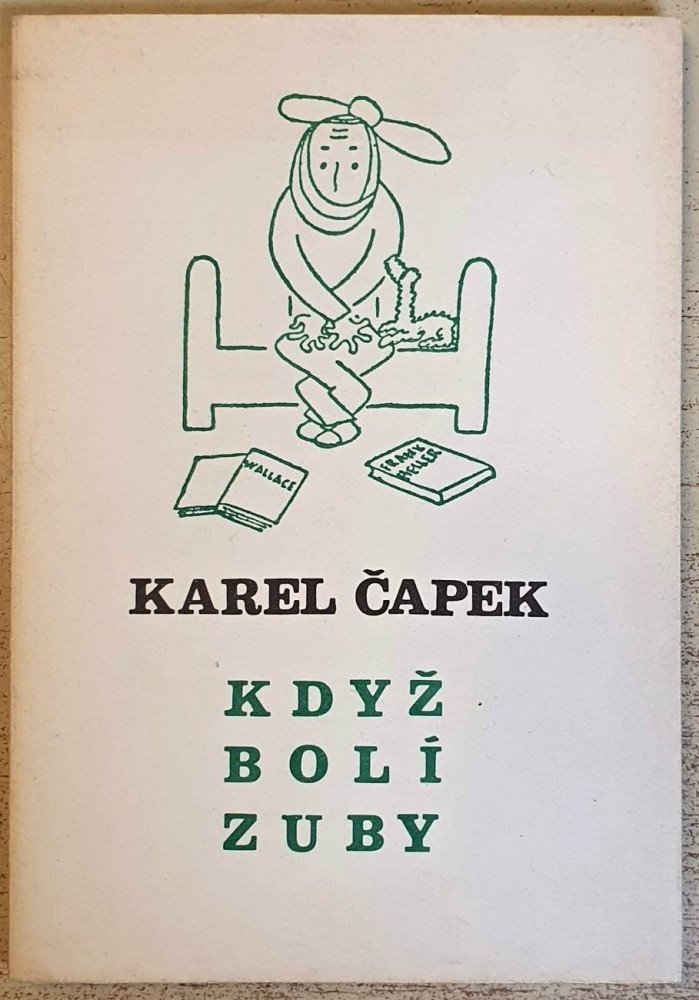 WALLACE
FRANK
HELLER
KAREL ČAPEK
KDYŽ
BOLÍ
ZUBY